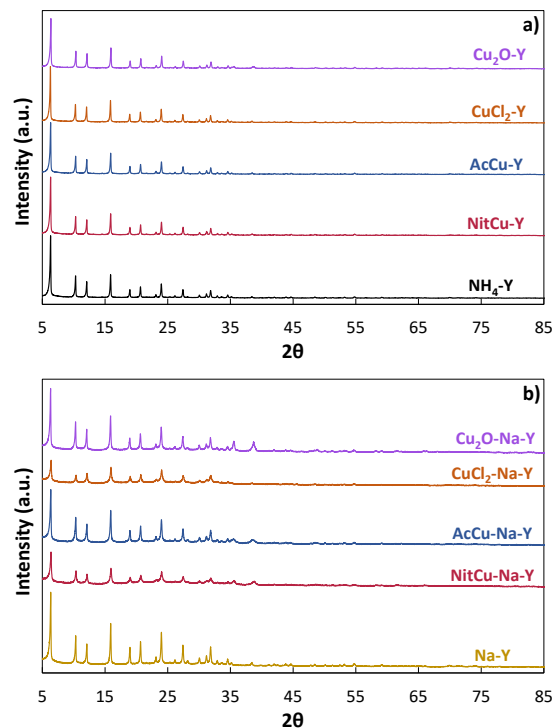 a)
Cu₂O-Y
CuCl₂-Y
AcCu-Y
NitCu-Y
NH₄-Y
Intensity (a.u.)
5 15 25 35 45 55 65 75 85
2θ
b)
Cu₂O-Na-Y
CuCl₂-Na-Y
AcCu-Na-Y
NitCu-Na-Y
Na-Y
Intensity (a.u.)
5 15 25 35 45 55 65 75 85
2θ